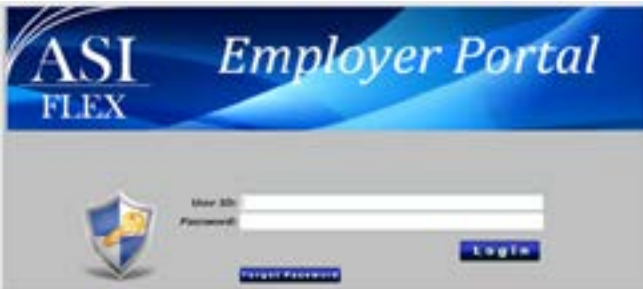 ASI
FLEX
Employer Portal
User ID:
Password:
Login
Forgot Password